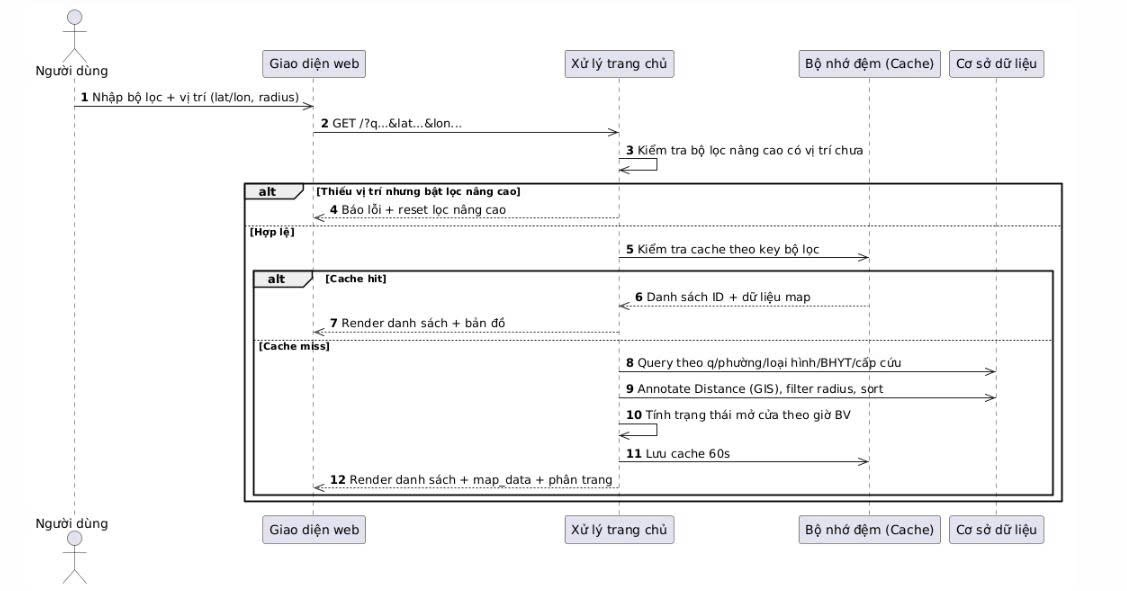 Người dùng
Giao diện web
Xử lý trang chủ
Bộ nhớ đệm (Cache)
Cơ sở dữ liệu
1 Nhập bộ lọc + vị trí (lat/lon, radius)
2 GET /?q...&lat...&lon...
3 Kiểm tra bộ lọc nâng cao có vị trí chưa
alt [Thiếu vị trí nhưng bật lọc nâng cao]
4 Báo lỗi + reset lọc nâng cao
[Hợp lệ]
5 Kiểm tra cache theo key bộ lọc
alt [Cache hit]
6 Danh sách ID + dữ liệu map
7 Render danh sách + bản đồ
[Cache miss]
8 Query theo q/phường/loại hình/BHYT/cấp cứu
9 Annotate Distance (GIS), filter radius, sort
10 Tính trạng thái mở cửa theo giờ BV
11 Lưu cache 60s
12 Render danh sách + map_data + phân trang
Người dùng
Giao diện web
Xử lý trang chủ
Bộ nhớ đệm (Cache)
Cơ sở dữ liệu